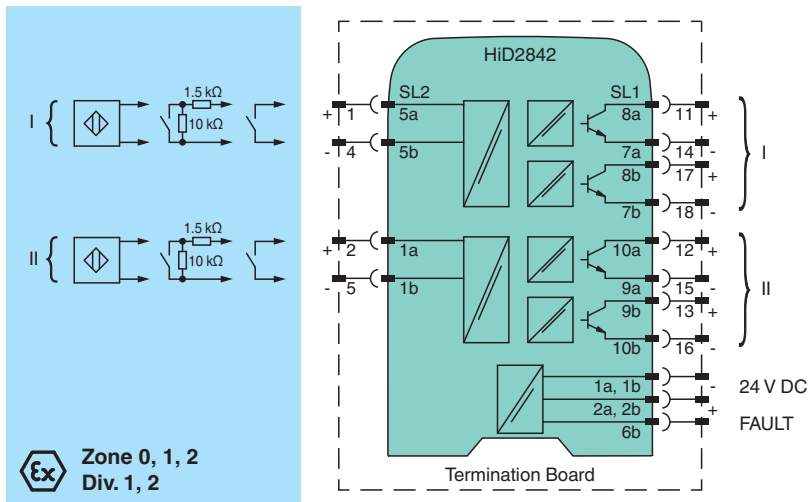 HiD2842
1.5 kΩ
10 kΩ
I
SL2
SL1
+ 1 5a
8a 11 +
- 4 5b
7a 14 -
8b 17 +
I
7b 18 -
1.5 kΩ
10 kΩ
II
+ 2 1a
10a 12 +
- 5 1b
9a 15 -
II
9b 13 +
10b 16 -
1a, 1b - 24 V DC
2a, 2b +
6b FAULT
Ex
Zone 0, 1, 2
Div. 1, 2
Termination Board